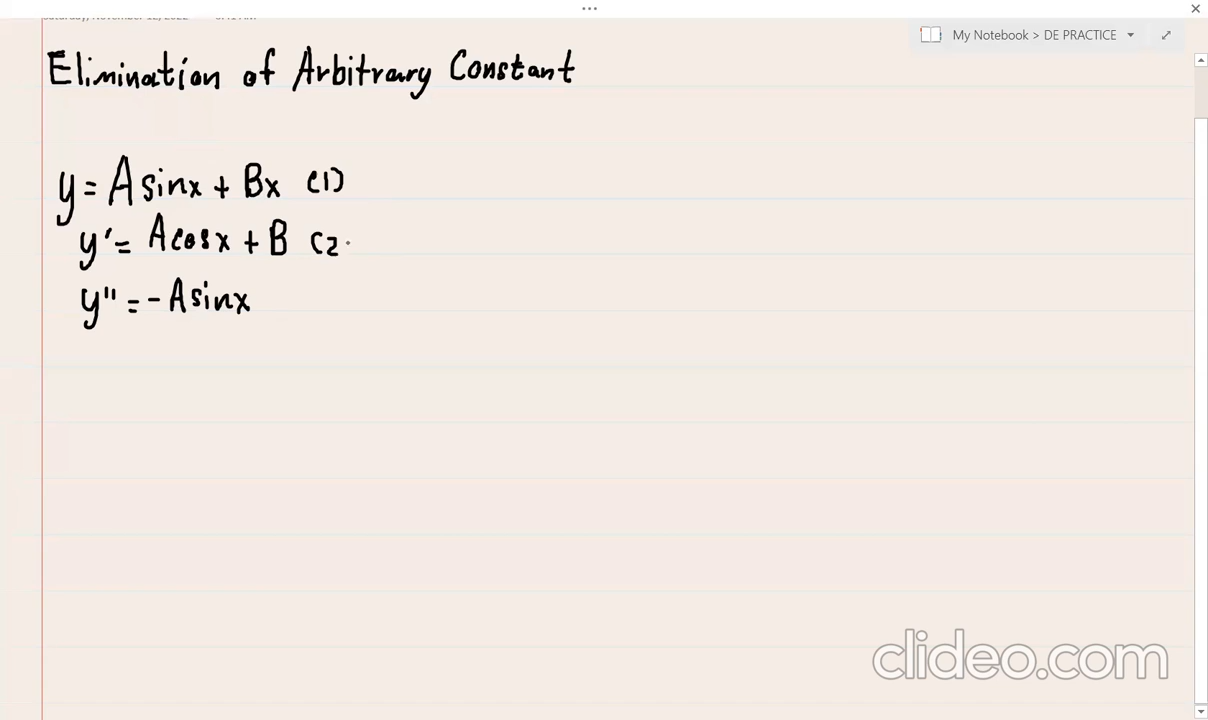 My Notebook > DE PRACTICE
Elimination of Arbitrary Constant
y = A sinx + Bx (1)
y' = A cosx + B (2
y'' = - A sinx
clideo.com